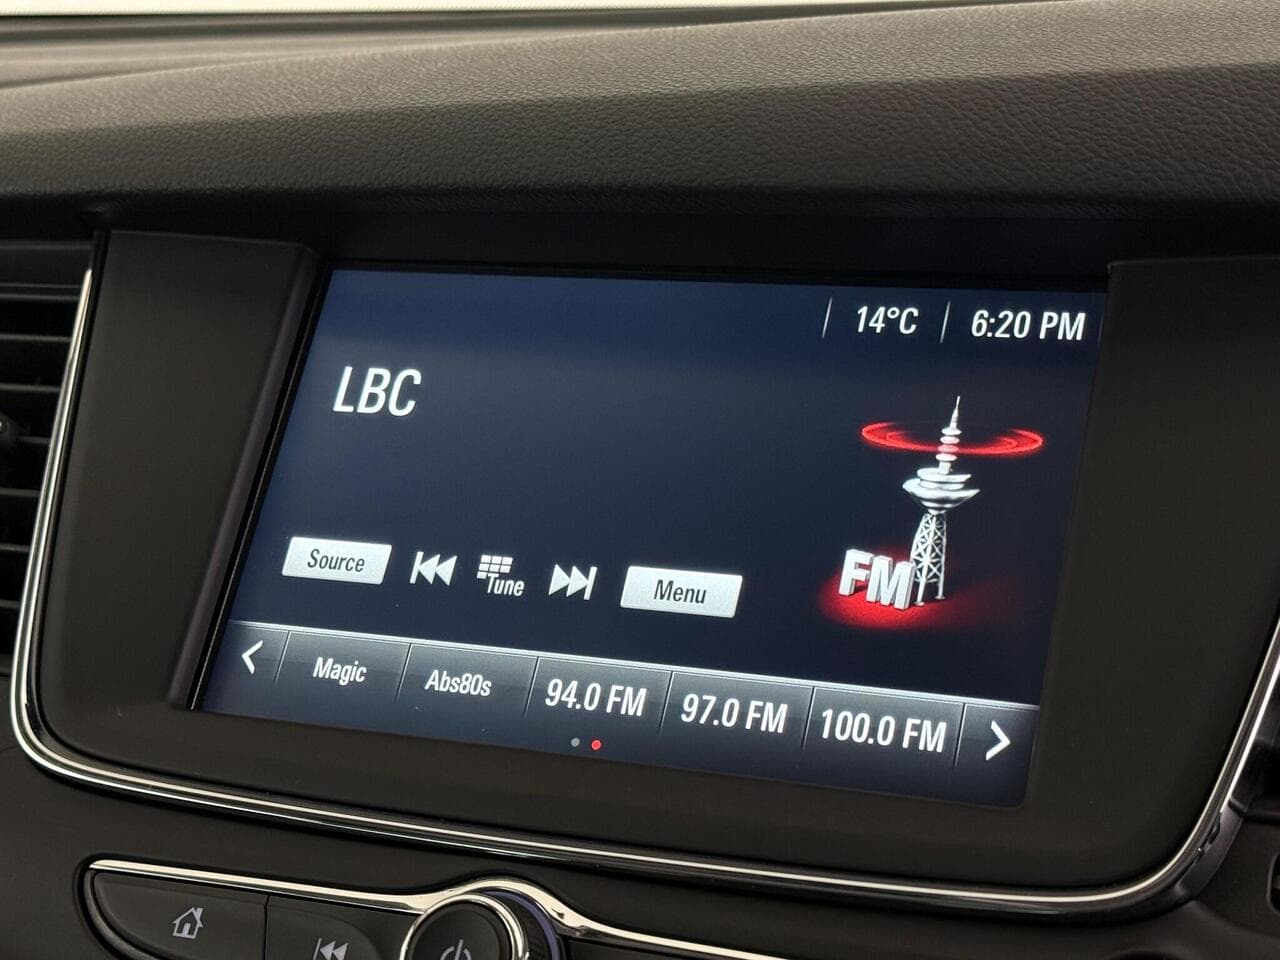 14°C 6:20 PM
LBC
FM
Source Tune Menu
Magic Abs80s 94.0 FM 97.0 FM 100.0 FM